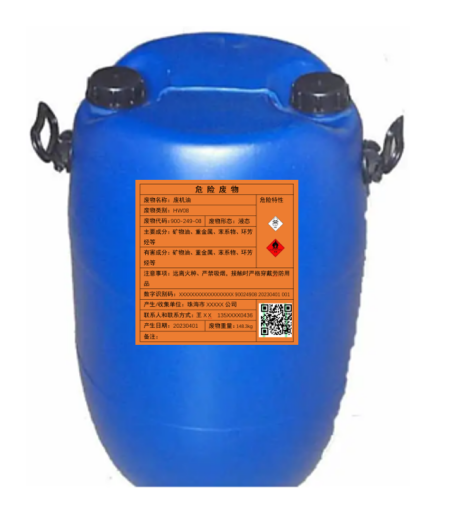 危险废物
废物名称：废机油
危险特性
废物类别：HW08
废物代码：900-249-08 废物形态：液态
主要成分：矿物油、重金属、苯系物、环芳
烃等
有害成分：矿物油、重金属、苯系物、环芳
烃等
注意事项：远离火种、严禁吸烟，接触时严格穿戴劳防用
品
数字识别码：XXXXXXXXXXXXXXXXXX 90024908 20230401 001
产生/收集单位：珠海市 XXXXX 公司
联系人和联系方式：王 X X 135XXXX0436
产生日期：20230401 废物重量：
备注：